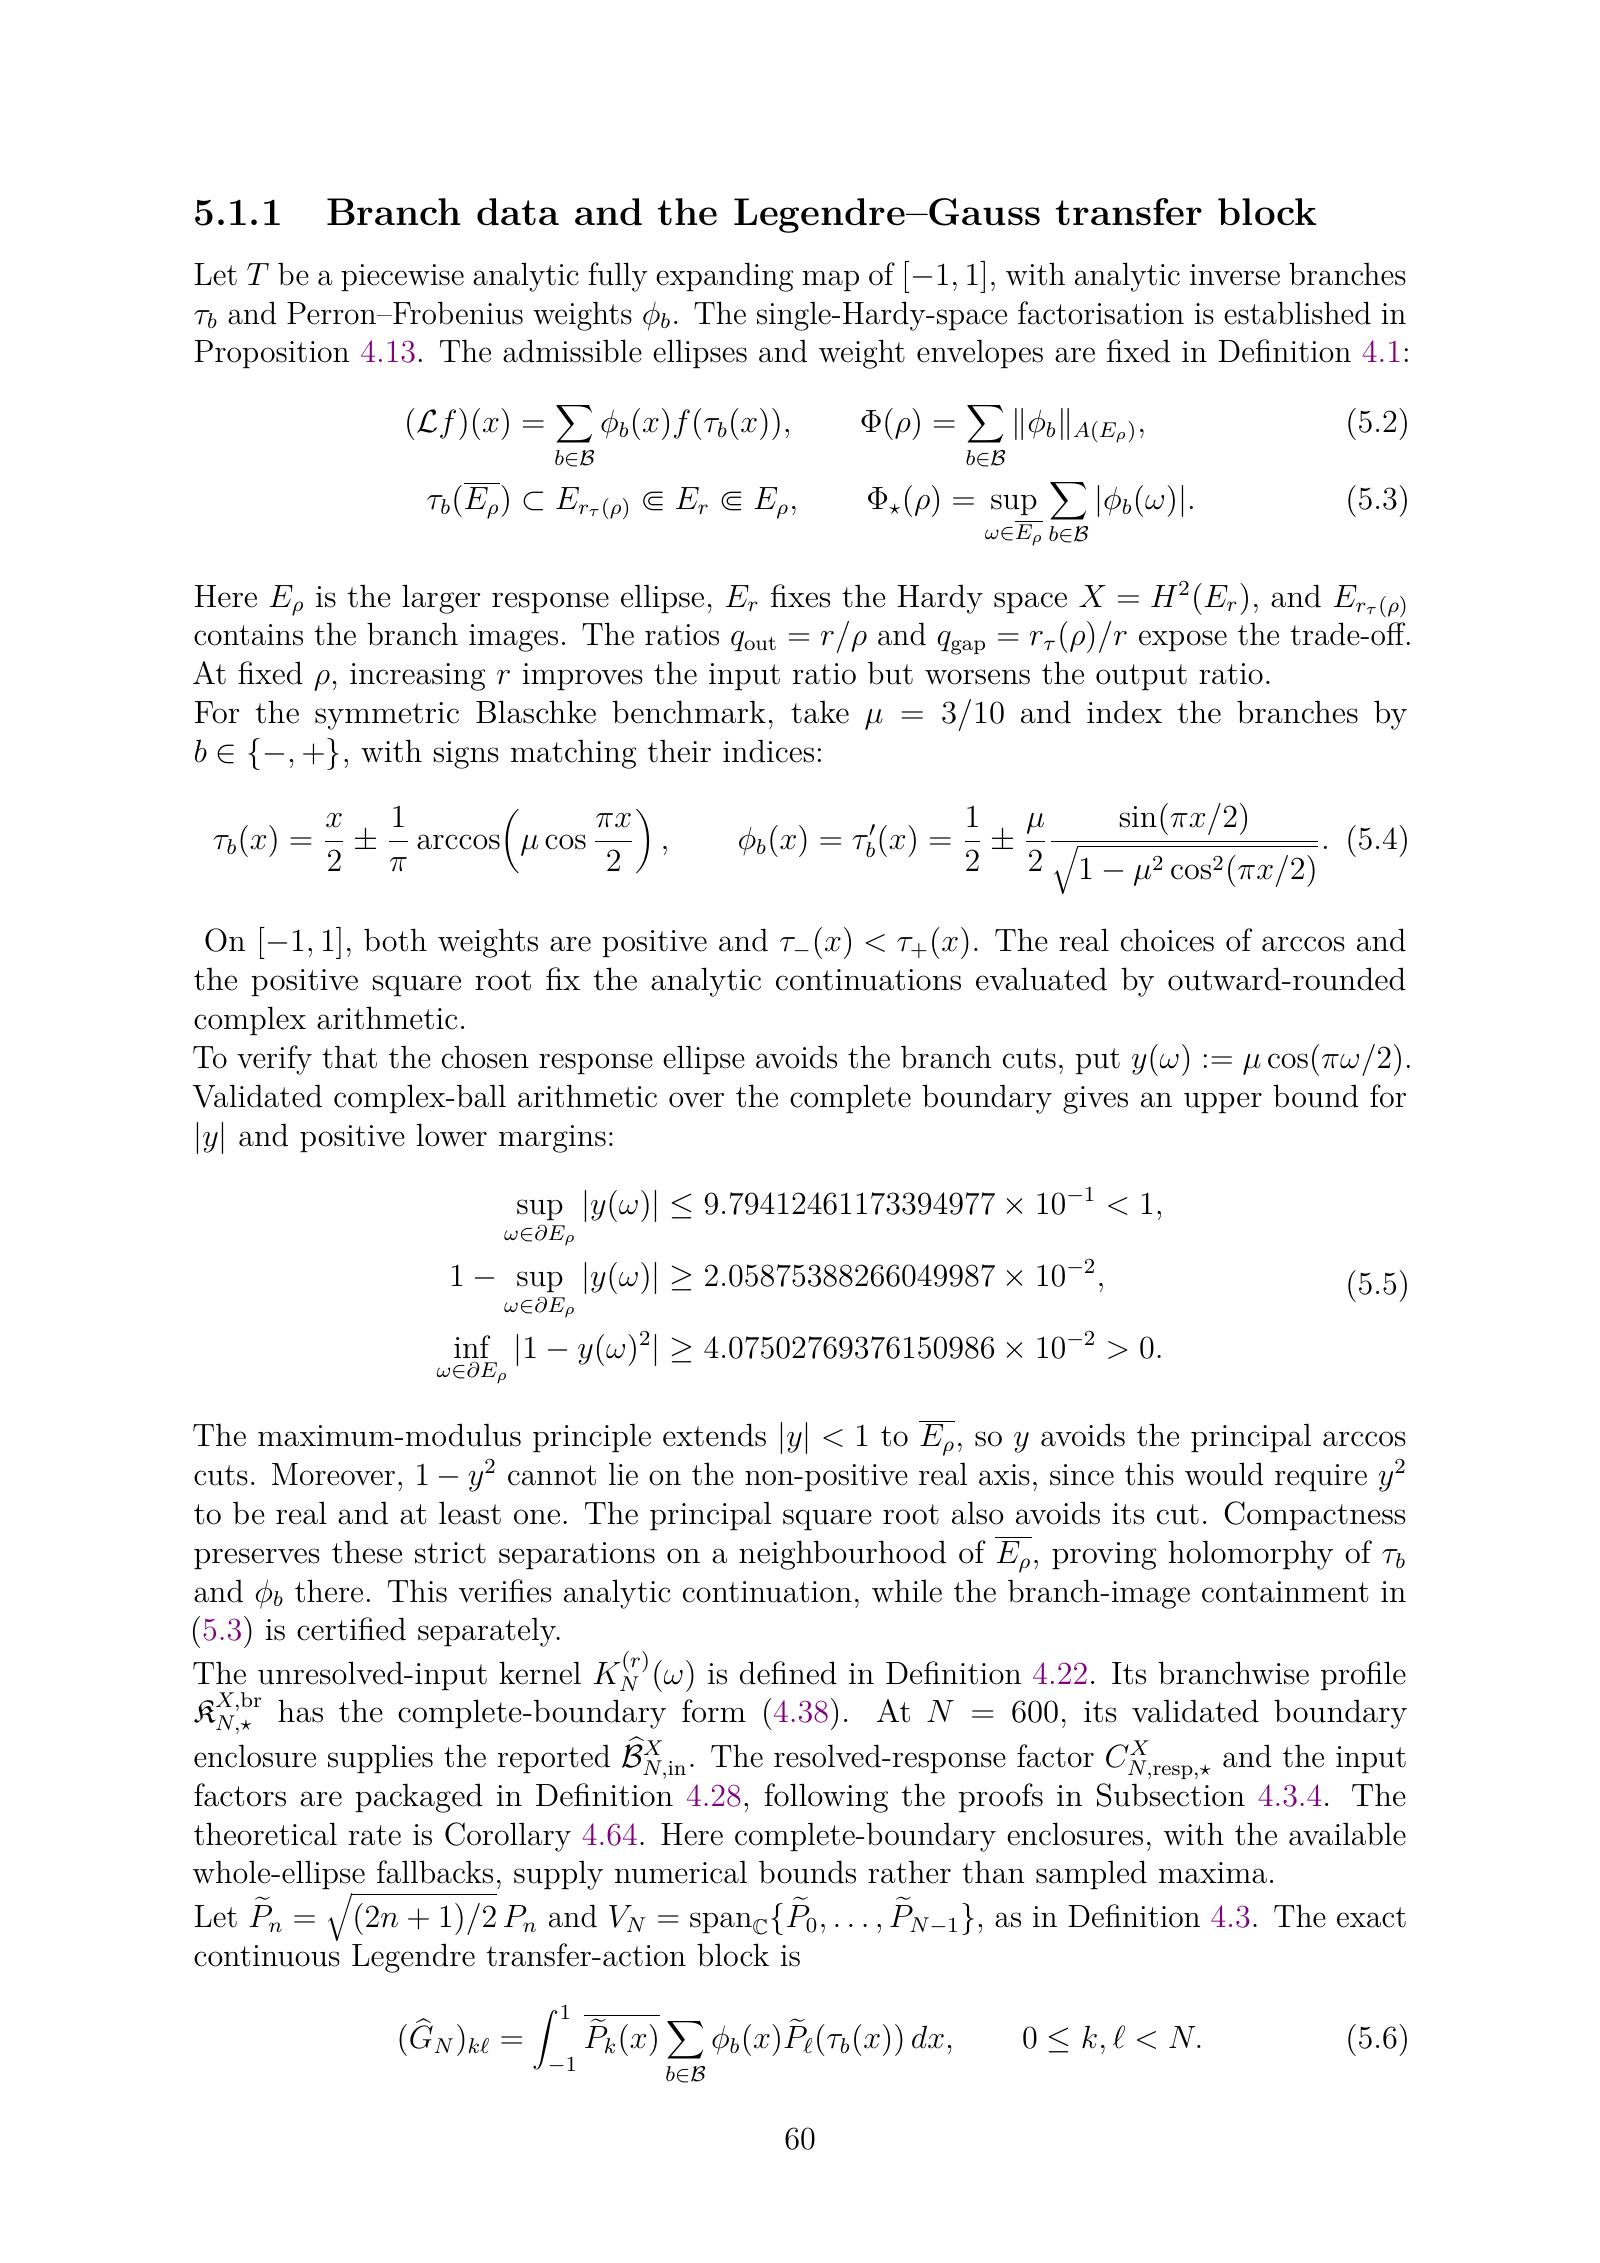 5.1.1 Branch data and the Legendre–Gauss transfer block
Let T be a piecewise analytic fully expanding map of [−1, 1], with analytic inverse branches
τ_b and Perron–Frobenius weights ϕ_b. The single-Hardy-space factorisation is established in
Proposition 4.13. The admissible ellipses and weight envelopes are fixed in Definition 4.1:
(𝓛f)(x) = ∑_{b∈𝓑} ϕ_b(x)f(τ_b(x)), Φ(ρ) = ∑_{b∈𝓑} ‖ϕ_b‖_{A(E_ρ)}, (5.2)
τ_b(\overline{E_ρ}) ⊂ E_{r_τ(ρ)} ⋐ E_r ⋐ E_ρ, Φ_⋆(ρ) = sup_{ω∈\overline{E_ρ}} ∑_{b∈𝓑} |ϕ_b(ω)|. (5.3)
Here E_ρ is the larger response ellipse, E_r fixes the Hardy space X = H²(E_r), and E_{r_τ(ρ)}
contains the branch images. The ratios q_out = r/ρ and q_gap = r_τ(ρ)/r expose the trade-off.
At fixed ρ, increasing r improves the input ratio but worsens the output ratio.
For the symmetric Blaschke benchmark, take μ = 3/10 and index the branches by
b ∈ {−, +}, with signs matching their indices:
τ_b(x) = \frac{x}{2} ± \frac{1}{π} arccos(μ cos \frac{πx}{2}), ϕ_b(x) = τ′_b(x) = \frac{1}{2} ± \frac{μ}{2} \frac{sin(πx/2)}{\sqrt{1 − μ² cos²(πx/2)}}. (5.4)
On [−1, 1], both weights are positive and τ_−(x) < τ_+(x). The real choices of arccos and
the positive square root fix the analytic continuations evaluated by outward-rounded
complex arithmetic.
To verify that the chosen response ellipse avoids the branch cuts, put y(ω) := μ cos(πω/2).
Validated complex-ball arithmetic over the complete boundary gives an upper bound for
|y| and positive lower margins:
sup_{ω∈∂E_ρ} |y(ω)| ≤ 9.79412461173394977 × 10^{−1} < 1,
1 − sup_{ω∈∂E_ρ} |y(ω)| ≥ 2.05875388266049987 × 10^{−2}, (5.5)
inf_{ω∈∂E_ρ} |1 − y(ω)²| ≥ 4.07502769376150986 × 10^{−2} > 0.
The maximum-modulus principle extends |y| < 1 to \overline{E_ρ}, so y avoids the principal arccos
cuts. Moreover, 1 − y² cannot lie on the non-positive real axis, since this would require y²
to be real and at least one. The principal square root also avoids its cut. Compactness
preserves these strict separations on a neighbourhood of \overline{E_ρ}, proving holomorphy of τ_b
and ϕ_b there. This verifies analytic continuation, while the branch-image containment in
(5.3) is certified separately.
The unresolved-input kernel K_N^{(r)}(ω) is defined in Definition 4.22. Its branchwise profile
𝔎_{N,⋆}^{X,br} has the complete-boundary form (4.38). At N = 600, its validated boundary
enclosure supplies the reported \widehat{𝓑}^X_{N,in}. The resolved-response factor C^X_{N,resp,⋆} and the input
factors are packaged in Definition 4.28, following the proofs in Subsection 4.3.4. The
theoretical rate is Corollary 4.64. Here complete-boundary enclosures, with the available
whole-ellipse fallbacks, supply numerical bounds rather than sampled maxima.
Let \widetilde{P}_n = \sqrt{(2n + 1)/2} P_n and V_N = span_ℂ{\widetilde{P}_0, . . . , \widetilde{P}_{N−1}}, as in Definition 4.3. The exact
continuous Legendre transfer-action block is
(\widehat{G}_N)_{kℓ} = ∫_{−1}^{1} \overline{\widetilde{P}_k(x)} ∑_{b∈𝓑} ϕ_b(x)\widetilde{P}_ℓ(τ_b(x)) dx, 0 ≤ k, ℓ < N. (5.6)
60